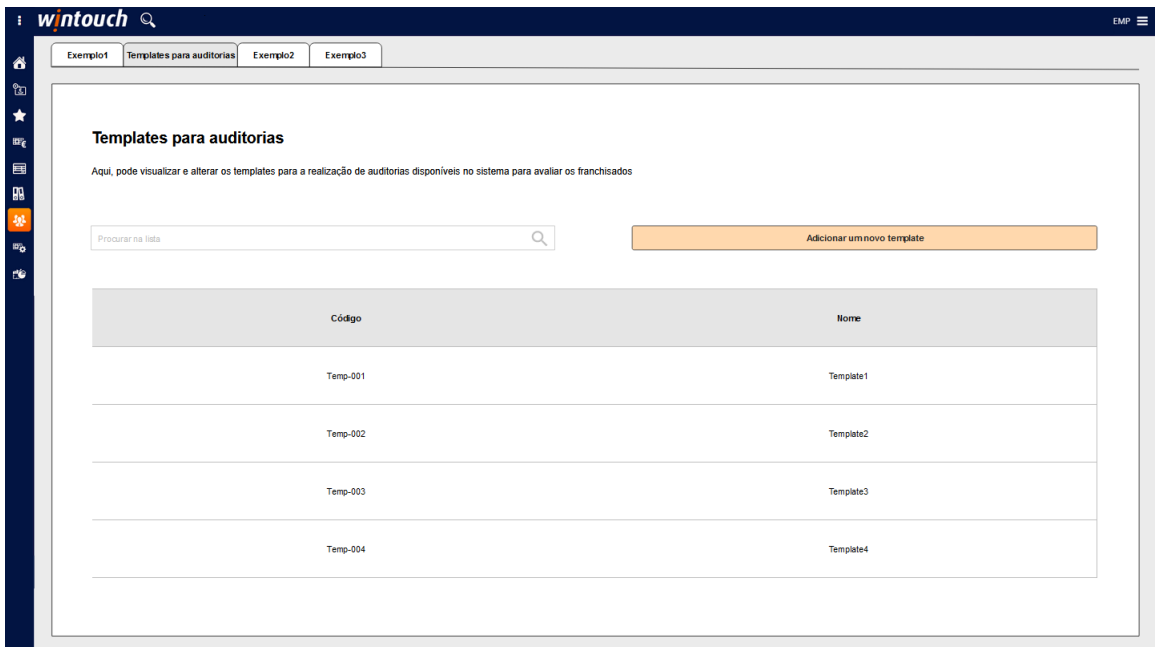 wintouch
EMP
Exemplo1 Templates para auditorias Exemplo2 Exemplo3
Templates para auditorias
Aqui, pode visualizar e alterar os templates para a realização de auditorias disponíveis no sistema para avaliar os franchisados
Procurar na lista
Adicionar um novo template
Código Nome
Temp-001 Template1
Temp-002 Template2
Temp-003 Template3
Temp-004 Template4